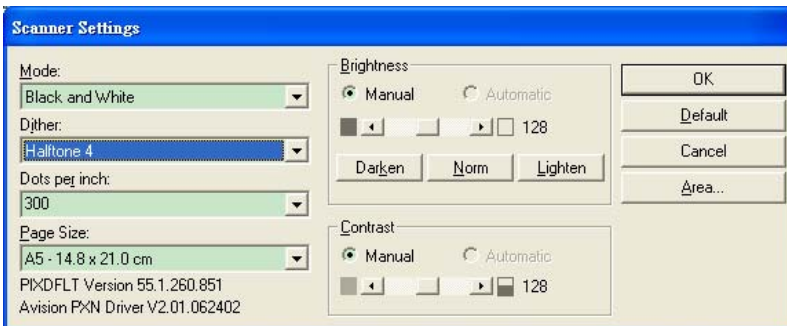 Scanner Settings
Mode:
Black and White
Dither:
Halftone 4
Dots per inch:
300
Page Size:
A5 - 14.8 x 21.0 cm
PIXDFLT Version 55.1.260.851
Avision PXN Driver V2.01.062402
Brightness
Manual Automatic
128
Darken Norm Lighten
Contrast
Manual Automatic
128
OK
Default
Cancel
Area...